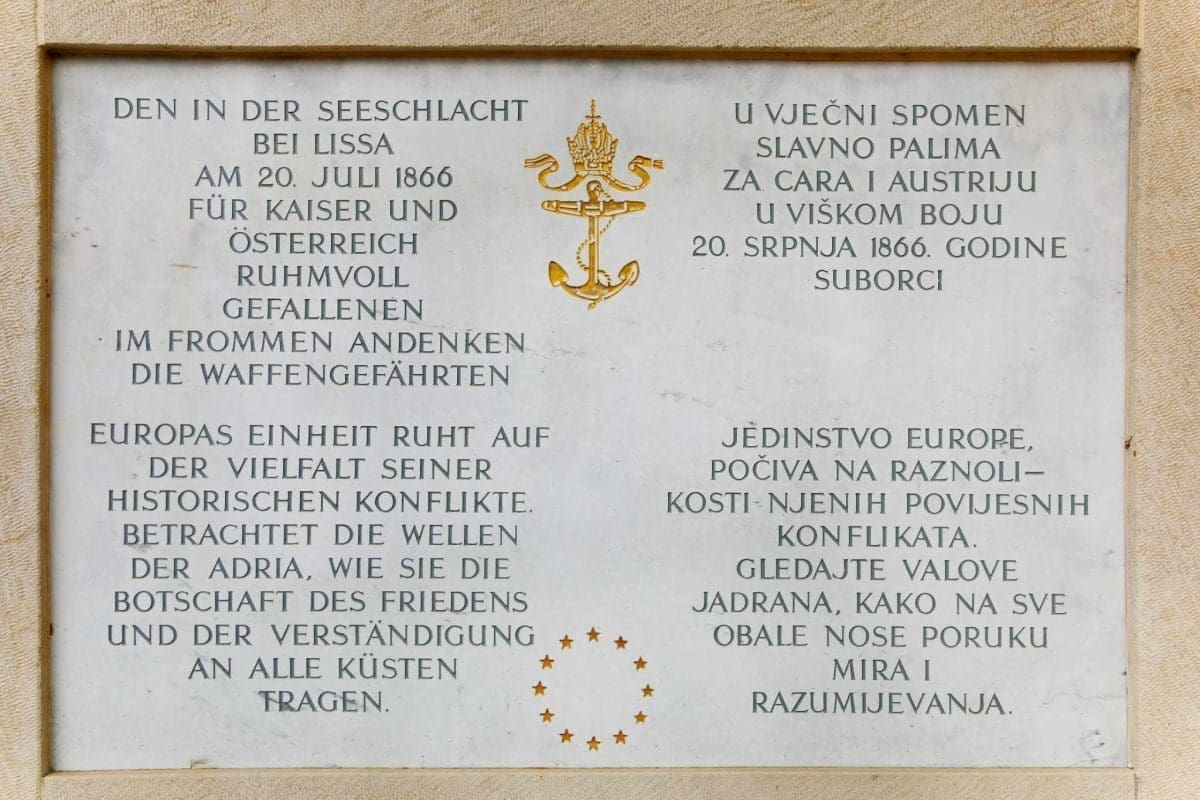 DEN IN DER SEESCHLACHT
BEI LISSA
AM 20. JULI 1866
FÜR KAISER UND
ÖSTERREICH
RUHMVOLL
GEFALLENEN
IM FROMMEN ANDENKEN
DIE WAFFENGEFÄHRTEN
U VJEČNI SPOMEN
SLAVNO PALIMA
ZA CARA I AUSTRIJU
U VIŠKOM BOJU
20. SRPNJA 1866. GODINE
SUBORCI
EUROPAS EINHEIT RUHT AUF
DER VIELFALT SEINER
HISTORISCHEN KONFLIKTE.
BETRACHTET DIE WELLEN
DER ADRIA, WIE SIE DIE
BOTSCHAFT DES FRIEDENS
UND DER VERSTÄNDIGUNG
AN ALLE KÜSTEN
TRAGEN.
JEDINSTVO EUROPE,
POČIVA NA RAZNOLI–
KOSTI NJENIH POVIJESNIH
KONFLIKATA.
GLEDAJTE VALOVE
JADRANA, KAKO NA SVE
OBALE NOSE PORUKU
MIRA I
RAZUMIJEVANJA.